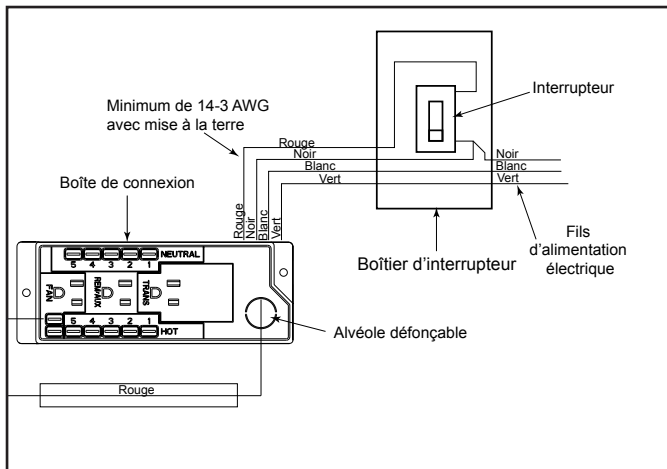 Interrupteur
Minimum de 14-3 AWG
avec mise à la terre
Rouge
Noir
Noir
Blanc
Blanc
Vert
Vert
Boîte de connexion
Rouge
Noir
Blanc
Vert
Fils
d'alimentation
électrique
Boîtier d'interrupteur
5 4 3 2 1 NEUTRAL
FAN
REM/AUX
TRANS
5 4 3 2 1 HOT
Alvéole défonçable
Rouge